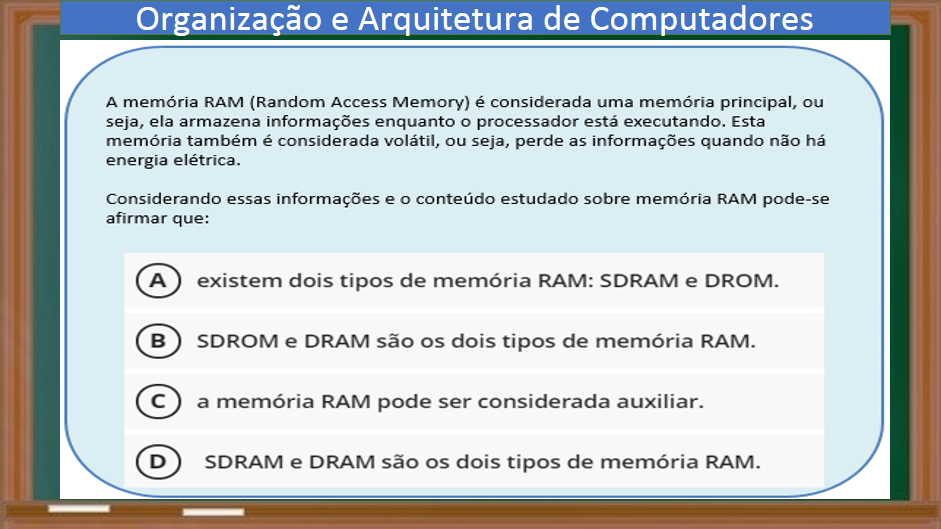 Organização e Arquitetura de Computadores
A memória RAM (Random Access Memory) é considerada uma memória principal, ou
seja, ela armazena informações enquanto o processador está executando. Esta
memória também é considerada volátil, ou seja, perde as informações quando não há
energia elétrica.
Considerando essas informações e o conteúdo estudado sobre memória RAM pode-se
afirmar que:
A existem dois tipos de memória RAM: SDRAM e DROM.
B SDROM e DRAM são os dois tipos de memória RAM.
C a memória RAM pode ser considerada auxiliar.
D SDRAM e DRAM são os dois tipos de memória RAM.